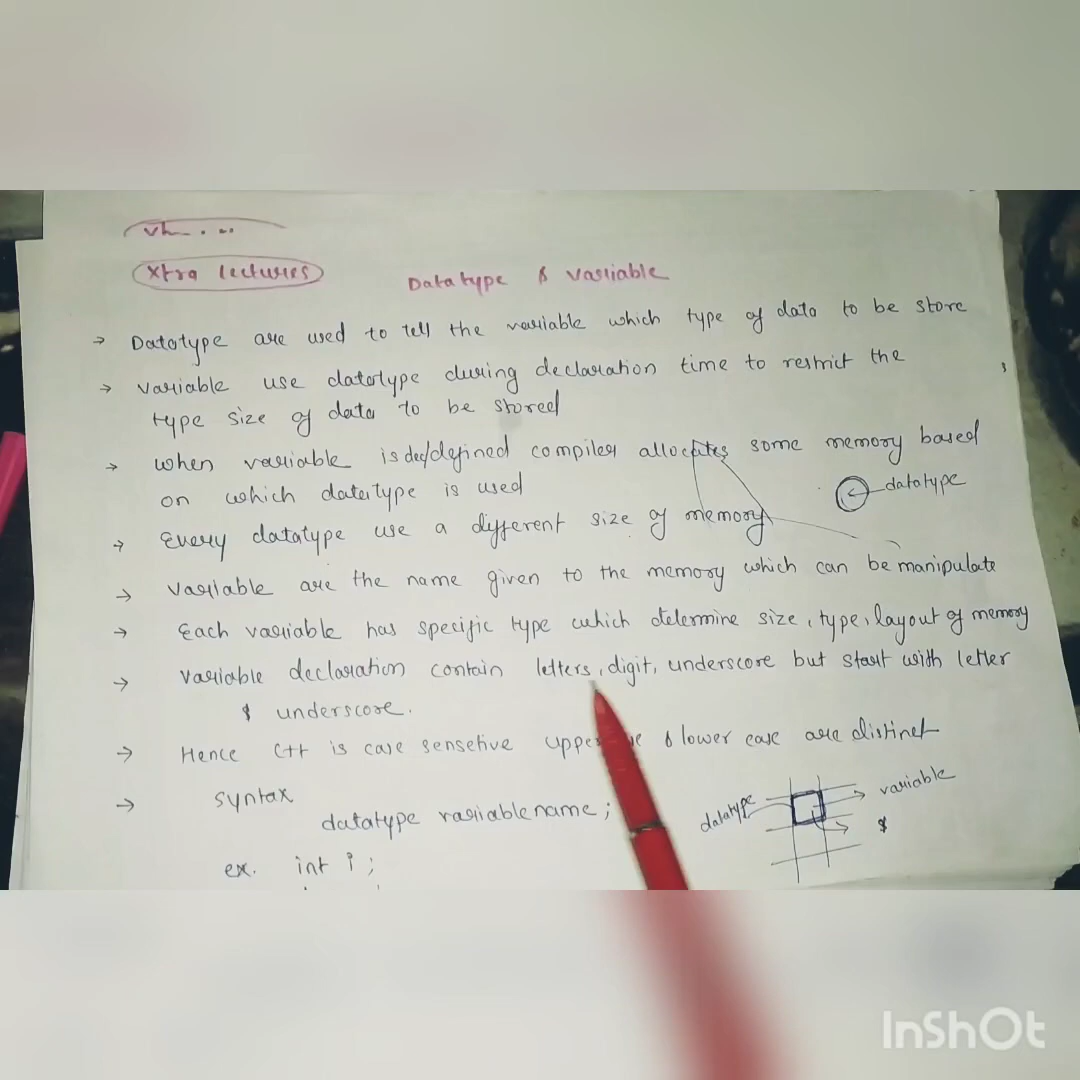 Xtra lectures
Datatype & variable
→ Datatype are used to tell the variable which type of data to be store
→ variable use datatype during declaration time to restrict the
type size of data to be stored
→ when variable is dec/defined compiler allocates some memory based
on which datatype is used
datatype
→ Every datatype use a different size of memory
→ variable are the name given to the memory which can be manipulate
→ Each variable has specific type which determine size, type, layout of memory
→ variable declaration contain letters, digit, underscore but start with letter
& underscore.
→ Hence C++ is case sensetive & lower case are distinct
→ syntax
datatype variable name;
datatype
variable
$
ex. int i;
InShOt